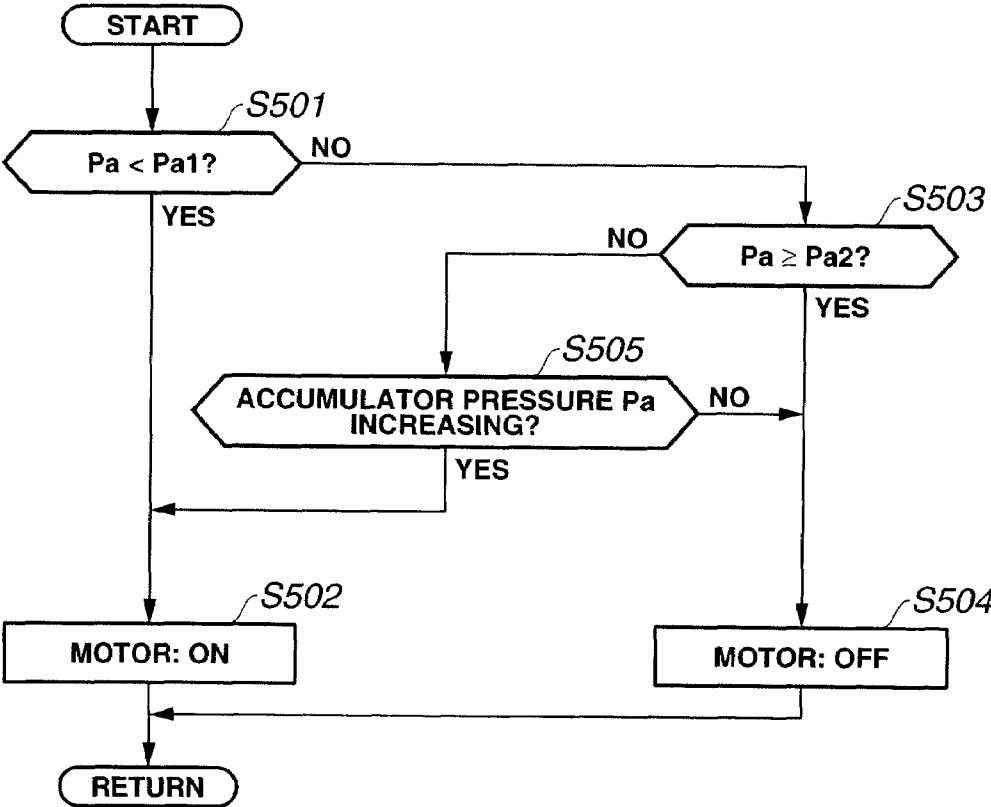 START
S501
Pa < Pa1?
NO
YES
S503
NO
Pa ≧ Pa2?
YES
S505
ACCUMULATOR PRESSURE Pa
INCREASING?
NO
YES
S502
MOTOR: ON
S504
MOTOR: OFF
RETURN